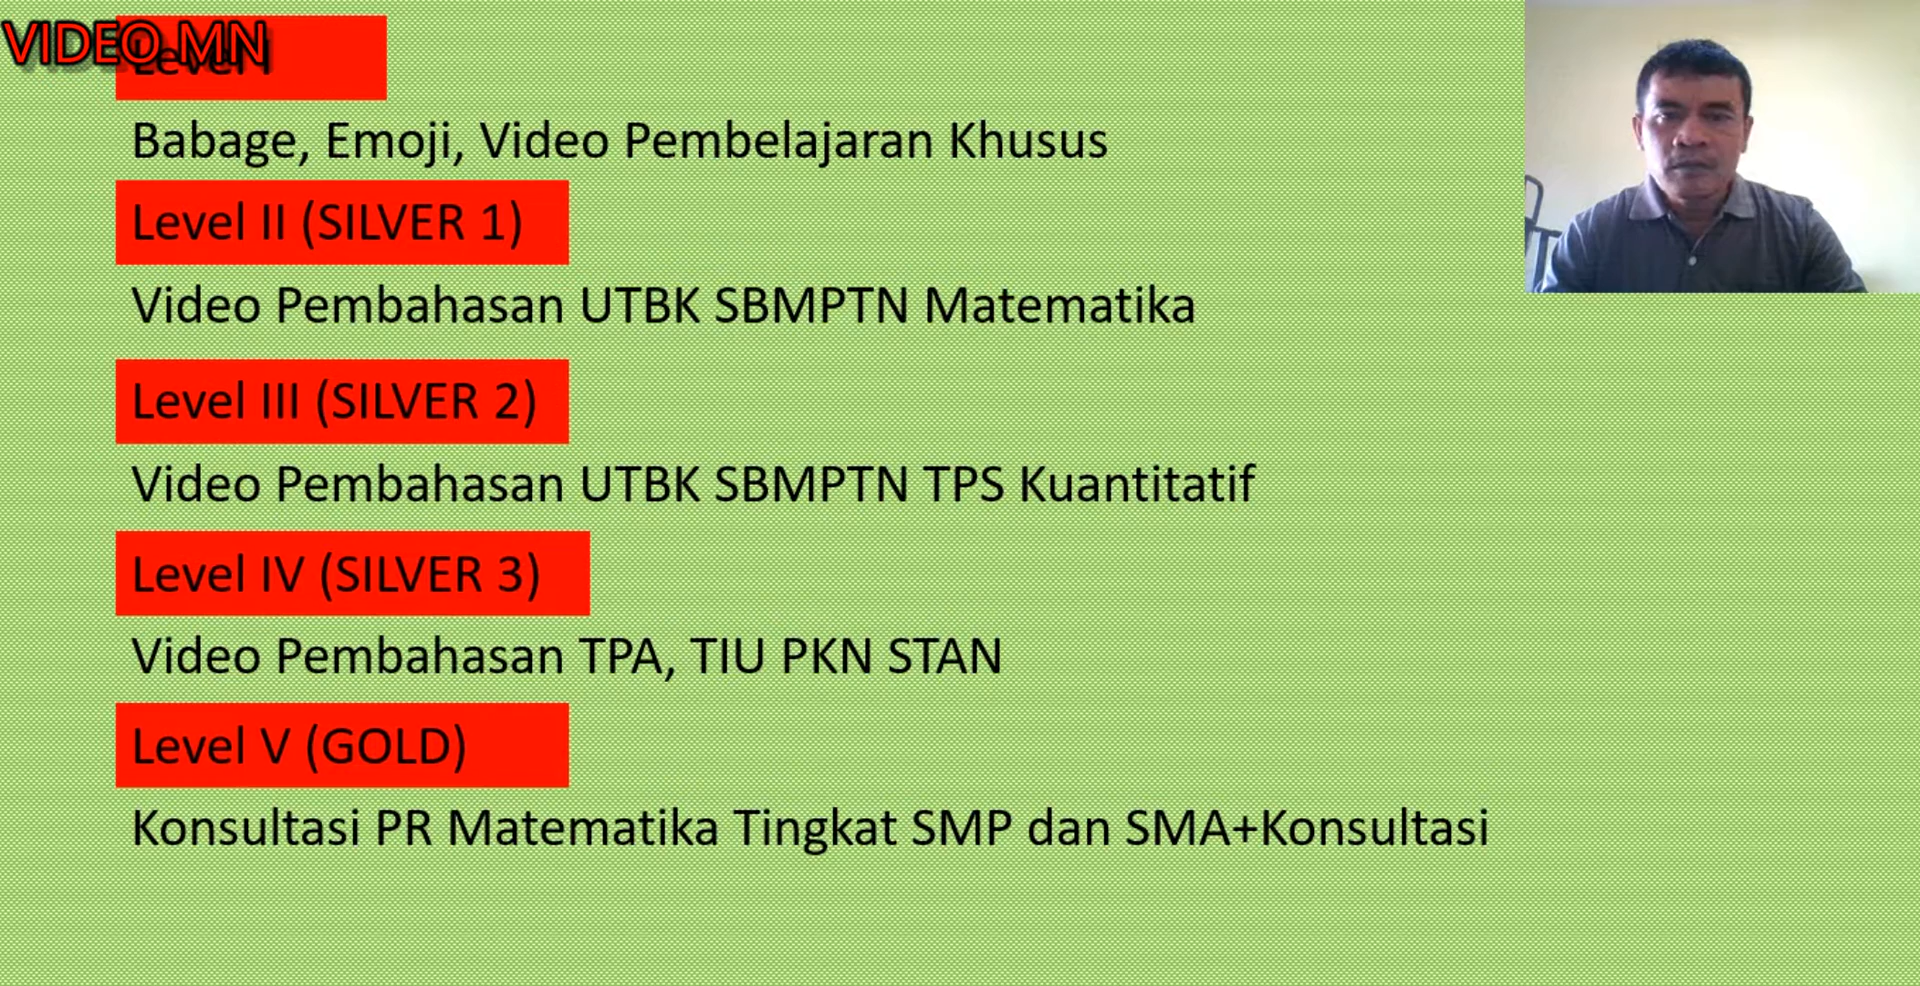 VIDEO MN
Level I
Babage, Emoji, Video Pembelajaran Khusus
Level II (SILVER 1)
Video Pembahasan UTBK SBMPTN Matematika
Level III (SILVER 2)
Video Pembahasan UTBK SBMPTN TPS Kuantitatif
Level IV (SILVER 3)
Video Pembahasan TPA, TIU PKN STAN
Level V (GOLD)
Konsultasi PR Matematika Tingkat SMP dan SMA+Konsultasi